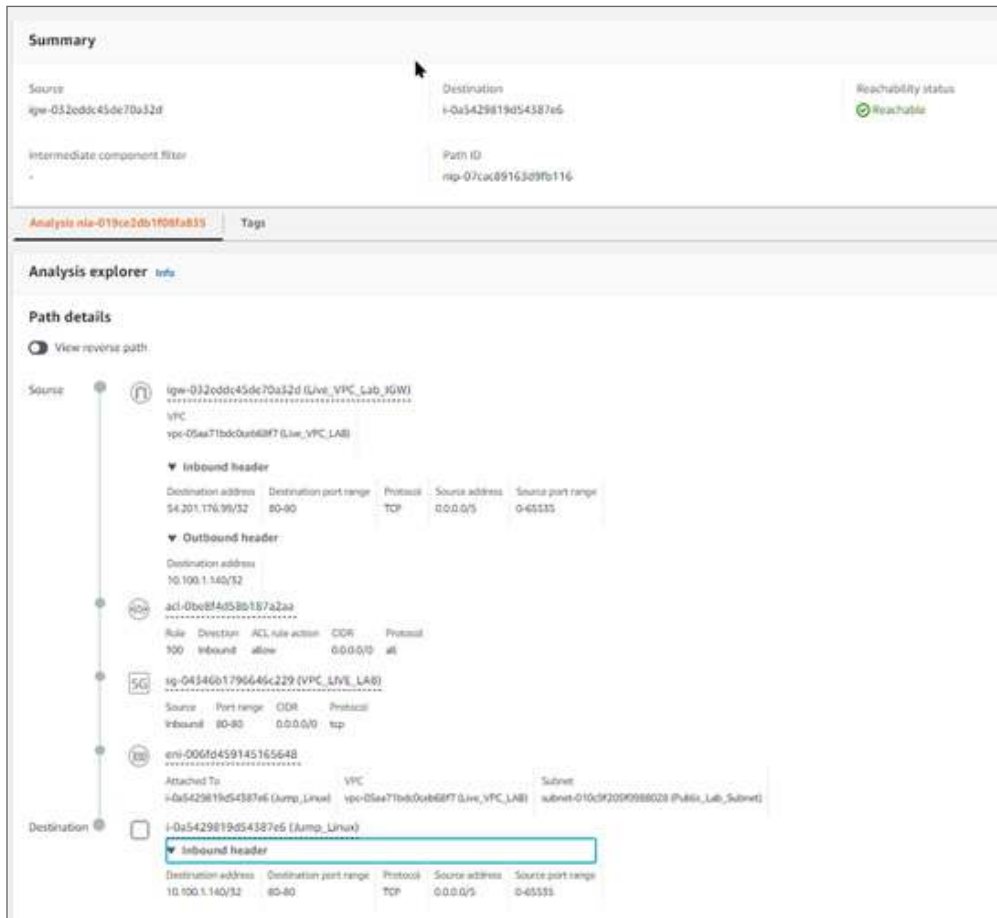 Summary
Source Destination Reachability status
igw-032eddc45de70a32d i-0a5429819d54387e6 Reachable
Intermediate component filter Path ID
- nip-07cac89163d9fb116
Analysis nia-019ce2db1f08fa835 Tags
Analysis explorer Info
Path details
View reverse path
Source igw-032eddc45de70a32d (Live_VPC_Lab_IGW)
VPC
(Live_VPC_LAB)
▼ Inbound header
Destination address Destination port range Protocol Source address Source port range
54.201.176.99/32 80-80 TCP 0.0.0.0/5 0-65535
▼ Outbound header
Destination address
10.100.1.140/32
acl-0be8f4d58b187a2aa
Rule Direction ACL rule action CIDR Protocol
100 Inbound allow 0.0.0.0/0 all
SG sg-04346b1796646c229 (VPC_LIVE_LAB)
Source Port range CIDR Protocol
Inbound 80-80 0.0.0.0/0 tcp
eni-006fd459145165648
Attached To VPC Subnet
i-0a5429819d54387e6 (Jump_Linux) (Live_VPC_LAB) (Public_Lab_Subnet)
Destination i-0a5429819d54387e6 (Jump_Linux)
▼ Inbound header
Destination address Destination port range Protocol Source address Source port range
10.100.1.140/32 80-80 TCP 0.0.0.0/5 0-65535